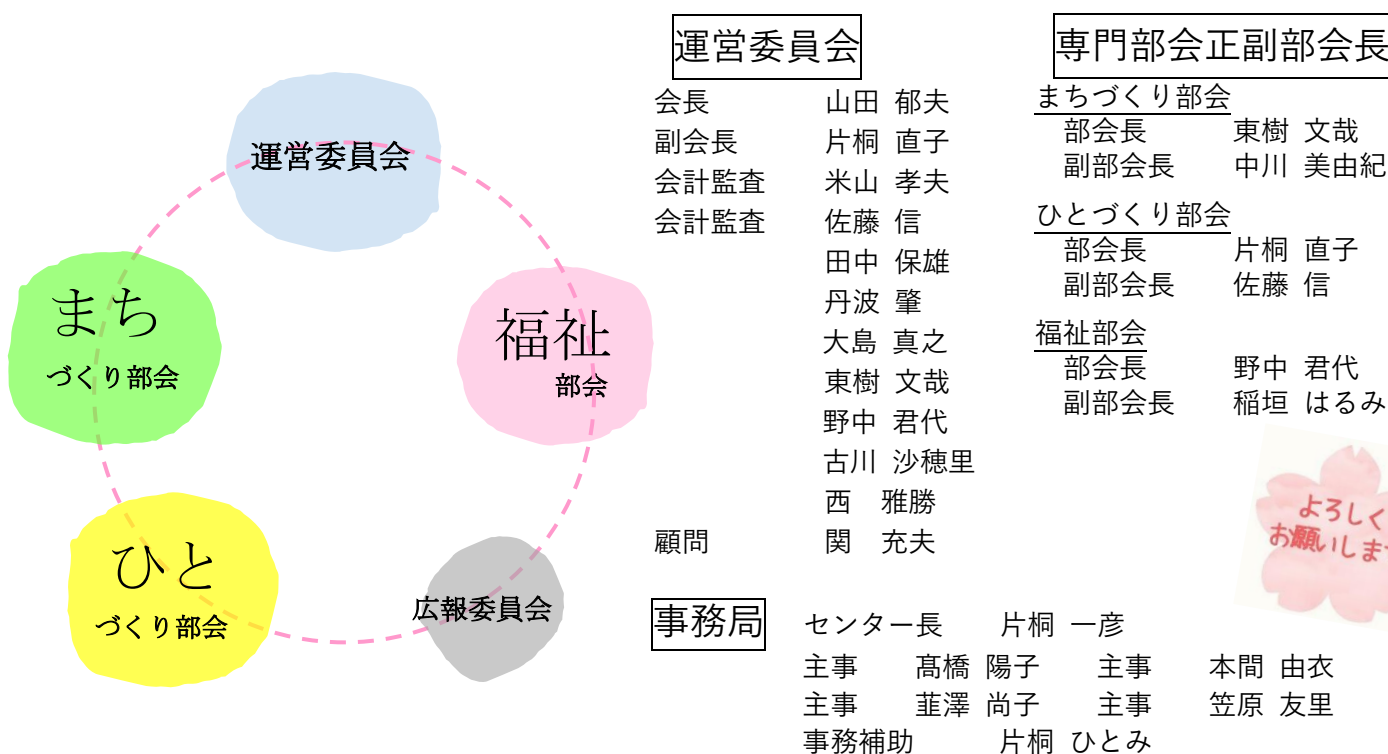 運営委員会
まち
づくり部会
福祉
部会
ひと
づくり部会
広報委員会
運営委員会
会長 山田 郁夫
副会長 片桐 直子
会計監査 米山 孝夫
会計監査 佐藤 信
田中 保雄
丹波 肇
大島 真之
東樹 文哉
野中 君代
古川 沙穂里
西 雅勝
顧問 関 充夫
専門部会正副部会長
まちづくり部会
部会長 東樹 文哉
副部会長 中川 美由紀
ひとづくり部会
部会長 片桐 直子
副部会長 佐藤 信
福祉部会
部会長 野中 君代
副部会長 稲垣 はるみ
よろしく
お願いしま
事務局
センター長 片桐 一彦
主事 髙橋 陽子 主事 本間 由衣
主事 韮澤 尚子 主事 笠原 友里
事務補助 片桐 ひとみ